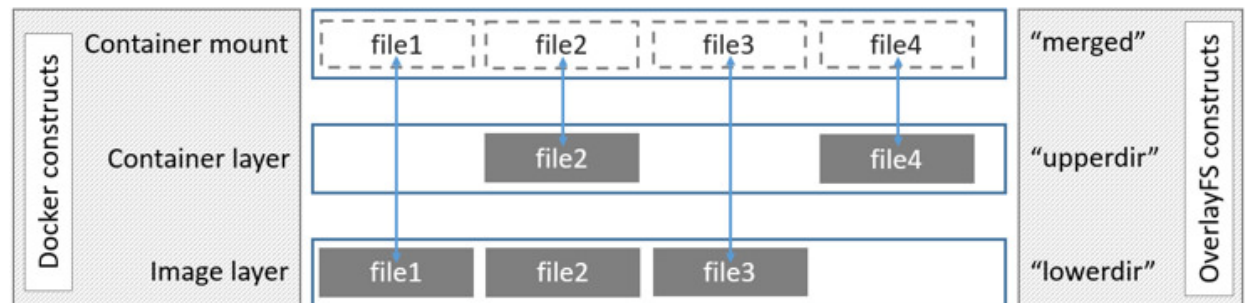 Docker constructs
Container mount
file1 file2 file3 file4
“merged”
Container layer
file2 file4
“upperdir”
Image layer
file1 file2 file3
“lowerdir”
OverlayFS constructs